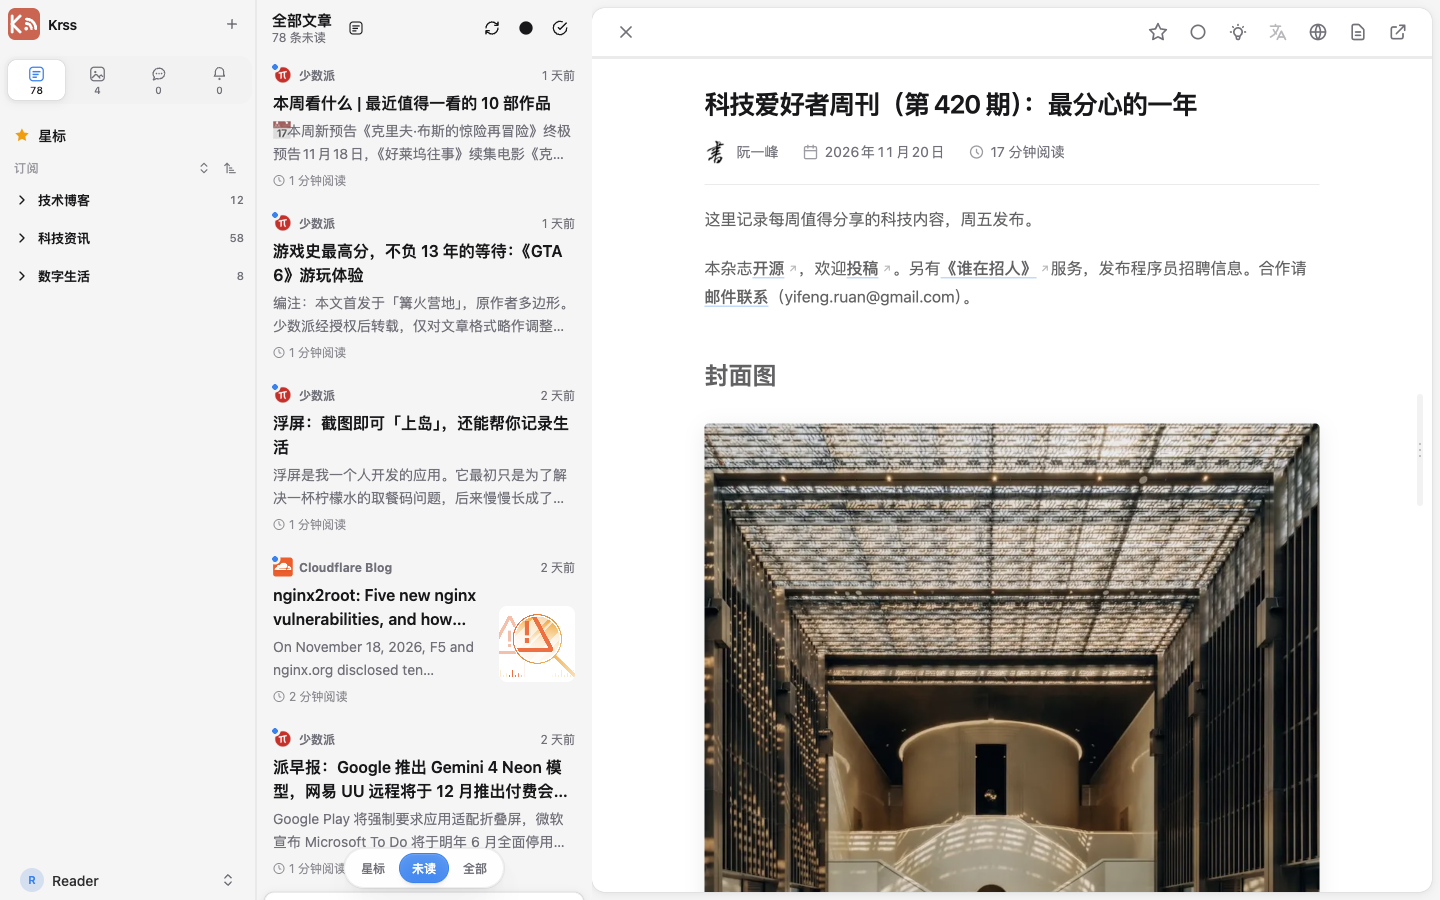 Krss
78
4
0
0
星标
订阅
技术博客
12
科技资讯
58
数字生活
8
R
Reader
全部文章
78 条未读
少数派
1 天前
本周看什么 | 最近值得一看的 10 部作品
17本周新预告《克里夫·布斯的惊险再冒险》终极
预告 11 月 18 日，《好莱坞往事》续集电影《克...
1 分钟阅读
少数派
1 天前
游戏史最高分，不负 13 年的等待：《GTA
6》游玩体验
编注：本文首发于「篝火营地」，原作者多边形。
少数派经授权后转载，仅对文章格式略作调整...
1 分钟阅读
少数派
2 天前
浮屏：截图即可「上岛」，还能帮你记录生
活
浮屏是我一个人开发的应用。它最初只是为了解
决一杯柠檬水的取餐码问题，后来慢慢长成了...
1 分钟阅读
Cloudflare Blog
2 天前
nginx2root: Five new nginx
vulnerabilities, and how...
On November 18, 2026, F5 and
nginx.org disclosed ten...
2 分钟阅读
少数派
2 天前
派早报：Google 推出 Gemini 4 Neon 模
型，网易 UU 远程将于 12 月推出付费会...
Google Play 将强制要求应用适配折叠屏，微软
宣布 Microsoft To Do 将于明年 6 月全面停用...
1 分钟阅读
星标
未读
全部
科技爱好者周刊（第 420 期）：最分心的一年
阮一峰
2026年11月20日
17 分钟阅读
这里记录每周值得分享的科技内容，周五发布。
本杂志开源，欢迎投稿。另有《谁在招人》服务，发布程序员招聘信息。合作请
邮件联系（yifeng.ruan@gmail.com）。
封面图